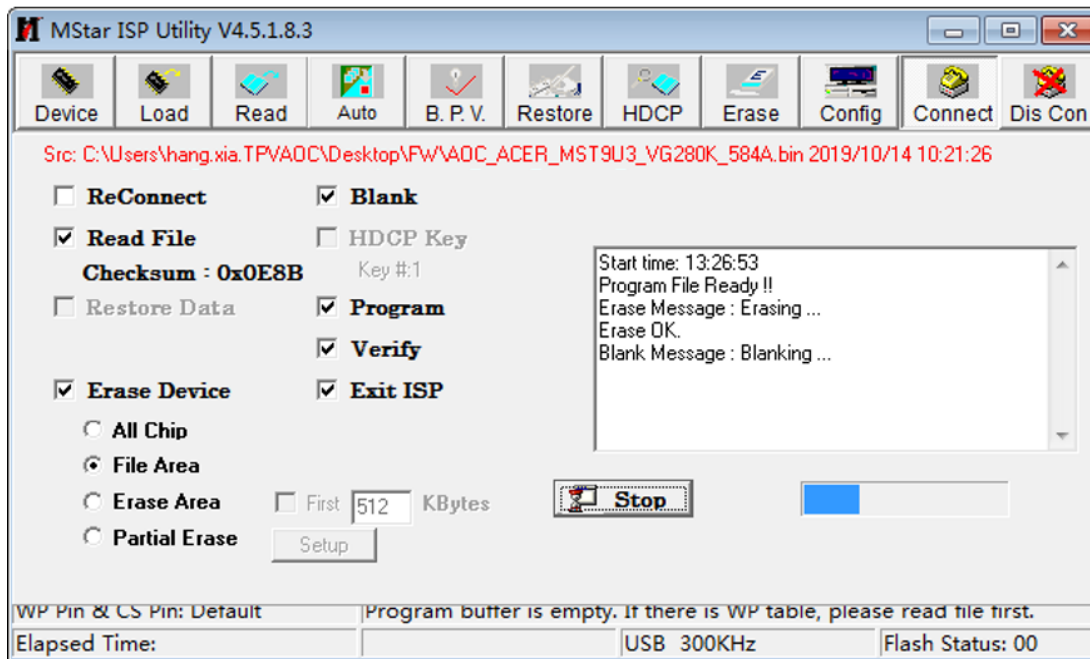 MStar ISP Utility V4.5.1.8.3
Device Load Read Auto B. P. V. Restore HDCP Erase Config Connect Dis Con
Src: C:\Users\hang.xia.TPVAOC\Desktop\FW\AOC_ACER_MST9U3_VG280K_584A.bin 2019/10/14 10:21:26
ReConnect
Blank
Read File
HDCP Key
Checksum : 0x0E8B
Key #:1
Restore Data
Program
Verify
Erase Device
Exit ISP
All Chip
File Area
Erase Area
First 512 KBytes
Partial Erase
Setup
Start time: 13:26:53
Program File Ready !!
Erase Message : Erasing ...
Erase OK.
Blank Message : Blanking ...
Stop
WP Pin & CS Pin: Default
Program buffer is empty. If there is WP table, please read file first.
Elapsed Time:
USB 300KHz
Flash Status: 00